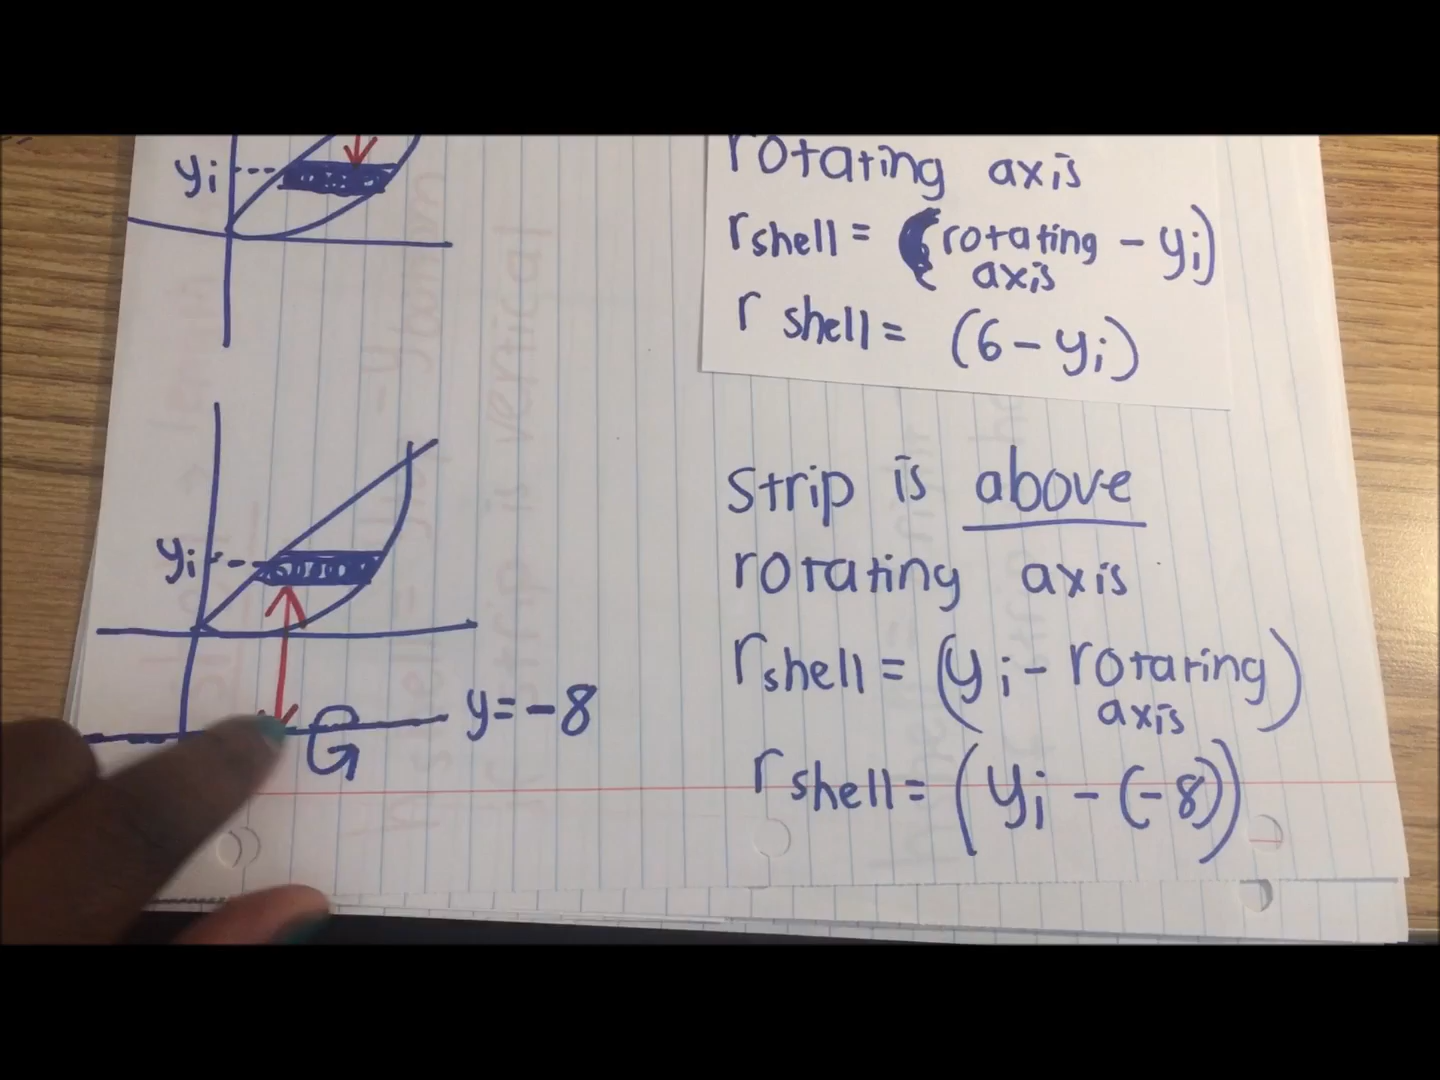 yi
rotating axis
rshell = (rotating - yi)
axis
r shell = (6 - yi)
yi
y = -8
Strip is above
rotating axis
rshell = (yi - rotaring
axis)
rshell = (yi - (-8))